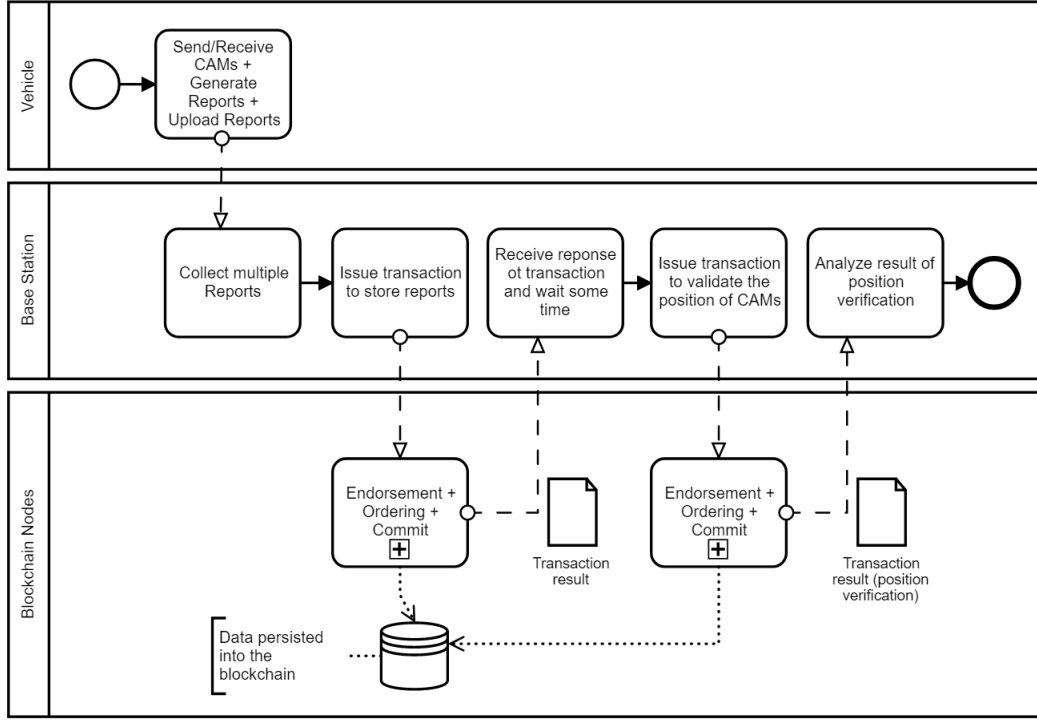 Vehicle
Send/Receive
CAMs +
Generate
Reports +
Upload Reports
Base Station
Collect multiple
Reports
Issue transaction
to store reports
Receive reponse
ot transaction
and wait some
time
Issue transaction
to validate the
position of CAMs
Analyze result of
position
verification
Blockchain Nodes
Endorsement +
Ordering +
Commit
Transaction
result
Endorsement +
Ordering +
Commit
Transaction
result (position
verification)
Data persisted
into the
blockchain